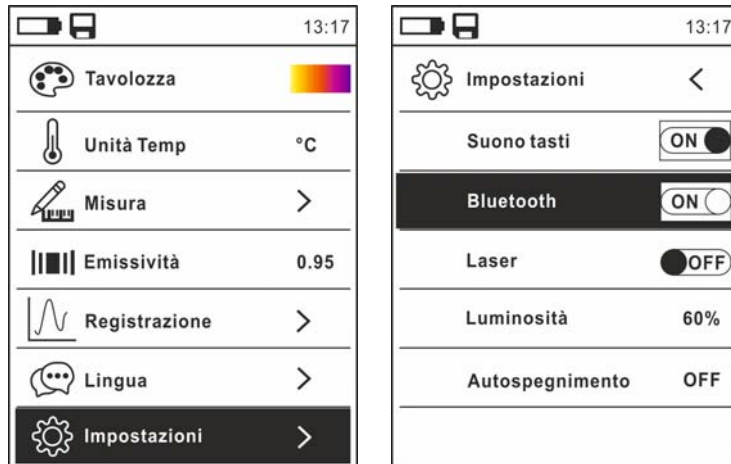 13:17
Tavolozza
Unità Temp °C
Misura >
Emissività 0.95
Registrazione >
Lingua >
Impostazioni >
13:17
Impostazioni <
Suono tasti ON
Bluetooth ON
Laser OFF
Luminosità 60%
Autospegnimento OFF